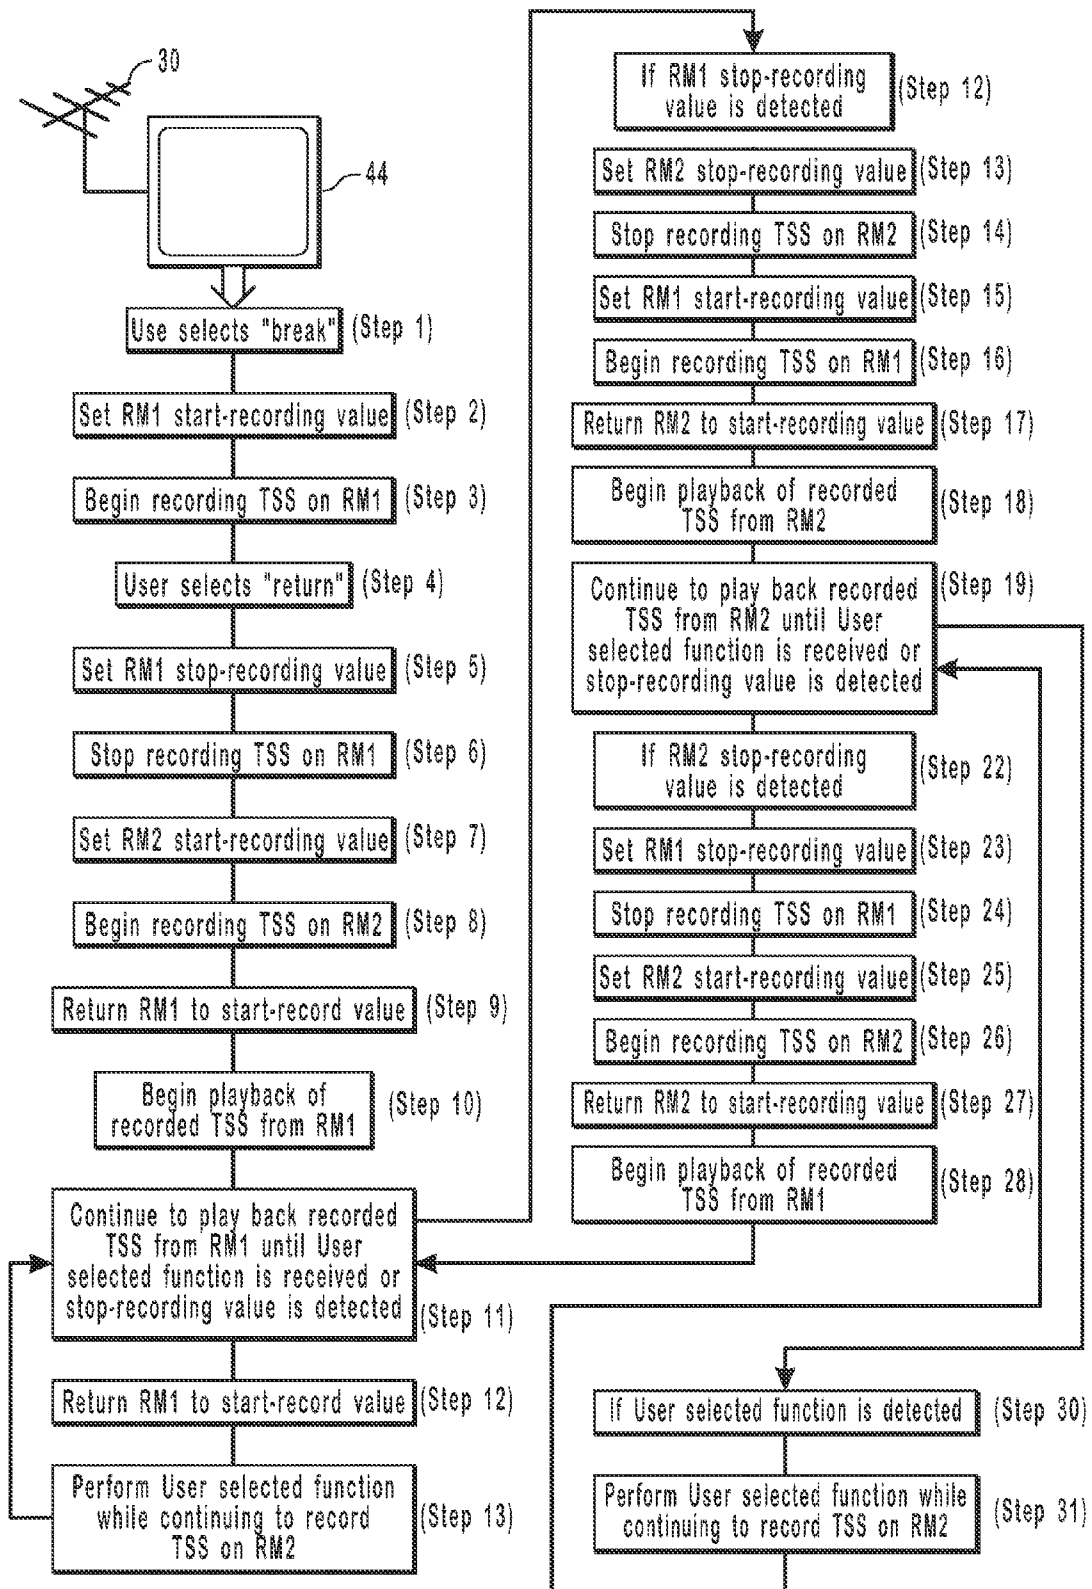 30
44
Use selects "break"
(Step 1)
Set RM1 start-recording value
(Step 2)
Begin recording TSS on RM1
(Step 3)
User selects "return"
(Step 4)
Set RM1 stop-recording value
(Step 5)
Stop recording TSS on RM1
(Step 6)
Set RM2 start-recording value
(Step 7)
Begin recording TSS on RM2
(Step 8)
Return RM1 to start-record value
(Step 9)
Begin playback of
recorded TSS from RM1
(Step 10)
Continue to play back recorded
TSS from RM1 until User
selected function is received or
stop-recording value is detected
(Step 11)
Return RM1 to start-record value
(Step 12)
Perform User selected function
while continuing to record
TSS on RM2
(Step 13)
If RM1 stop-recording
value is detected
(Step 12)
Set RM2 stop-recording value
(Step 13)
Stop recording TSS on RM2
(Step 14)
Set RM1 start-recording value
(Step 15)
Begin recording TSS on RM1
(Step 16)
Return RM2 to start-recording value
(Step 17)
Begin playback of recorded
TSS from RM2
(Step 18)
Continue to play back recorded
TSS from RM2 until User
selected function is received or
stop-recording value is detected
(Step 19)
If RM2 stop-recording
value is detected
(Step 22)
Set RM1 stop-recording value
(Step 23)
Stop recording TSS on RM1
(Step 24)
Set RM2 start-recording value
(Step 25)
Begin recording TSS on RM2
(Step 26)
Return RM2 to start-recording value
(Step 27)
Begin playback of recorded
TSS from RM1
(Step 28)
If User selected function is detected
(Step 30)
Perform User selected function while
continuing to record TSS on RM2
(Step 31)